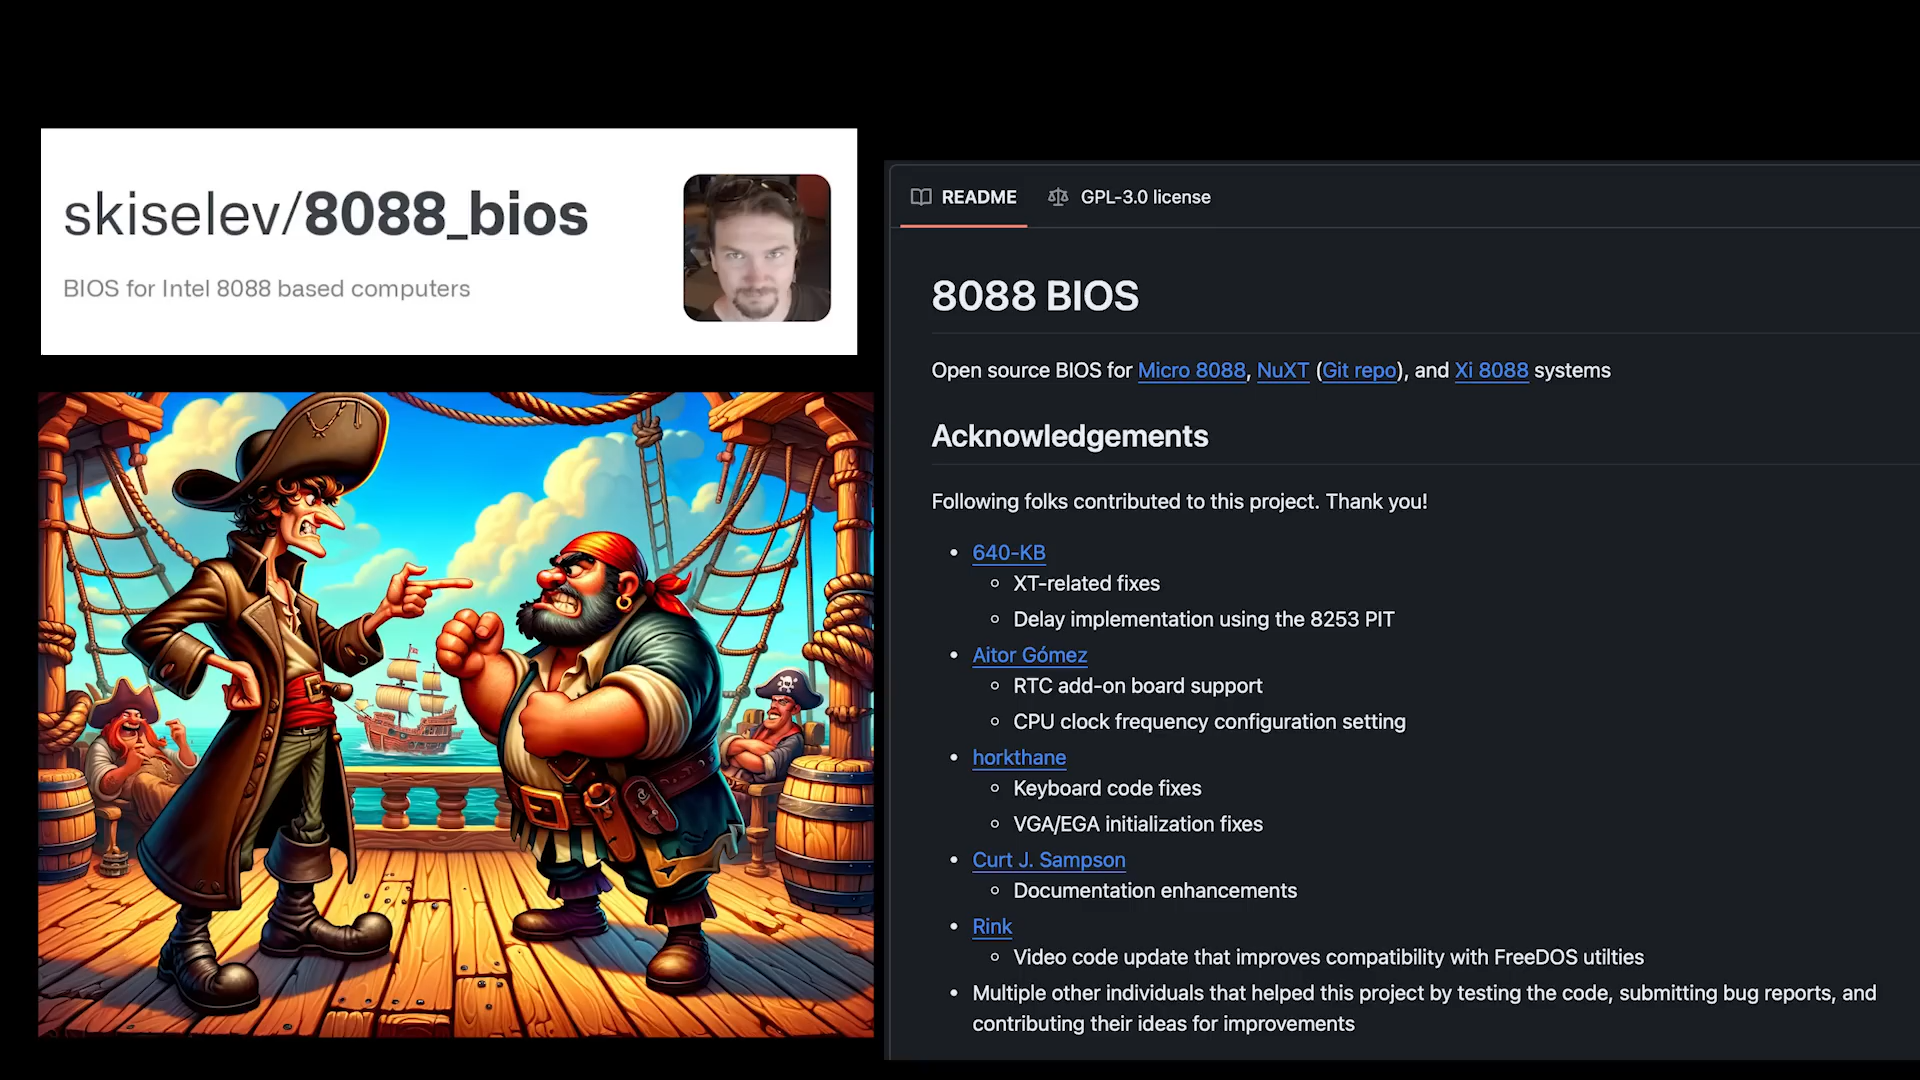 skiselev/8088_bios
BIOS for Intel 8088 based computers
README
GPL-3.0 license
8088 BIOS
Open source BIOS for Micro 8088, NuXT (Git repo), and Xi 8088 systems
Acknowledgements
Following folks contributed to this project. Thank you!
640-KB
XT-related fixes
Delay implementation using the 8253 PIT
Aitor Gómez
RTC add-on board support
CPU clock frequency configuration setting
horkthane
Keyboard code fixes
VGA/EGA initialization fixes
Curt J. Sampson
Documentation enhancements
Rink
Video code update that improves compatibility with FreeDOS utilties
Multiple other individuals that helped this project by testing the code, submitting bug reports, and
contributing their ideas for improvements